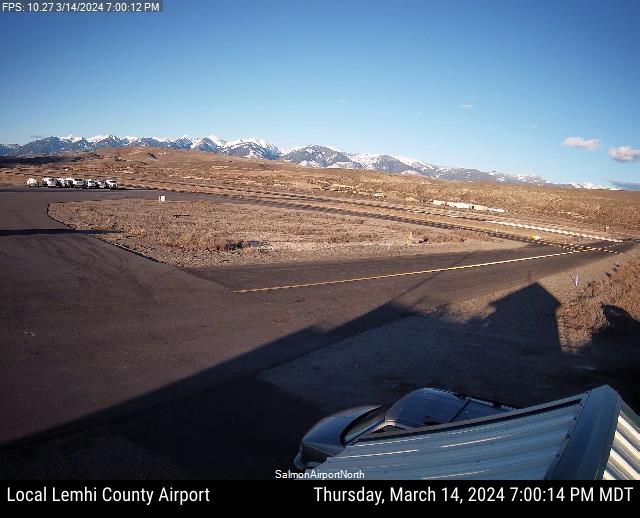 FPS: 10.27 3/14/2024 7:00:12 PM
SalmonAirportNorth
Local Lemhi County Airport Thursday, March 14, 2024 7:00:14 PM MDT